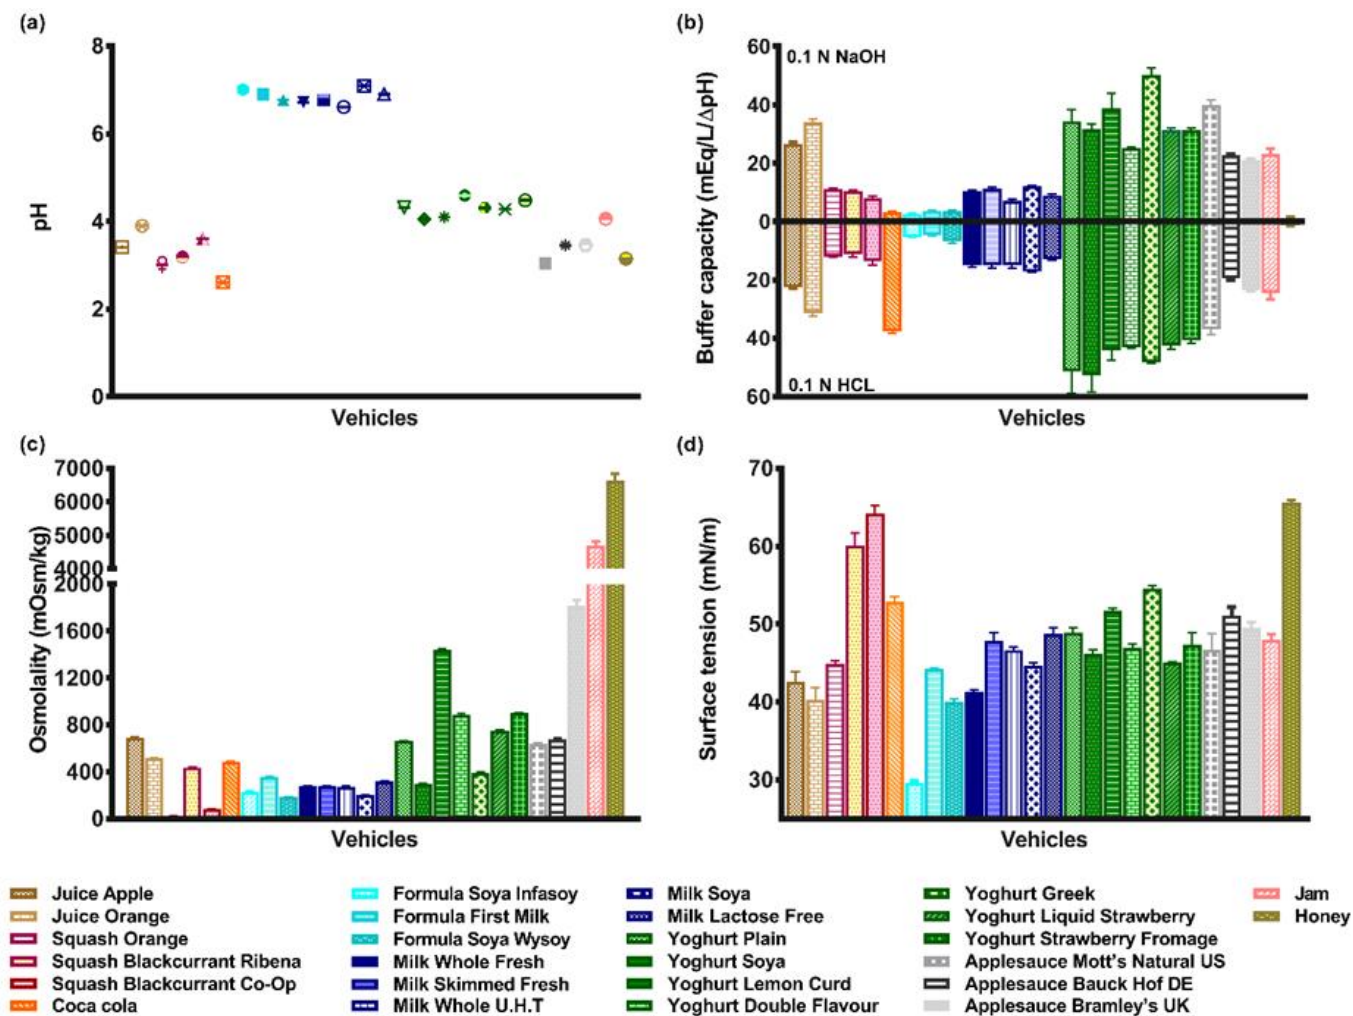 (a)
8
6
4
2
0
pH
Vehicles
(b)
60
40
20
0
20
40
60
0.1 N NaOH
0.1 N HCL
Buffer capacity (mEq/L/ΔpH)
Vehicles
(c)
7000
6000
5000
4000
2000
1600
1200
800
400
0
Osmolality (mOsm/kg)
Vehicles
(d)
70
60
50
40
30
Surface tension (mN/m)
Vehicles
Juice Apple
Juice Orange
Squash Orange
Squash Blackcurrant Ribena
Squash Blackcurrant Co-Op
Coca cola
Formula Soya Infasoy
Formula First Milk
Formula Soya Wysoy
Milk Whole Fresh
Milk Skimmed Fresh
Milk Whole U.H.T
Milk Soya
Milk Lactose Free
Yoghurt Plain
Yoghurt Soya
Yoghurt Lemon Curd
Yoghurt Double Flavour
Yoghurt Greek
Yoghurt Liquid Strawberry
Yoghurt Strawberry Fromage
Applesauce Mott's Natural US
Applesauce Bauck Hof DE
Applesauce Bramley's UK
Jam
Honey